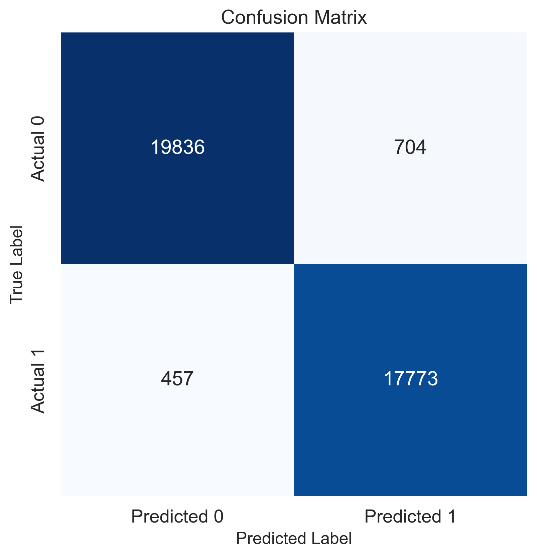 Confusion Matrix
Actual 0
19836
704
True Label
Actual 1
457
17773
Predicted 0
Predicted 1
Predicted Label